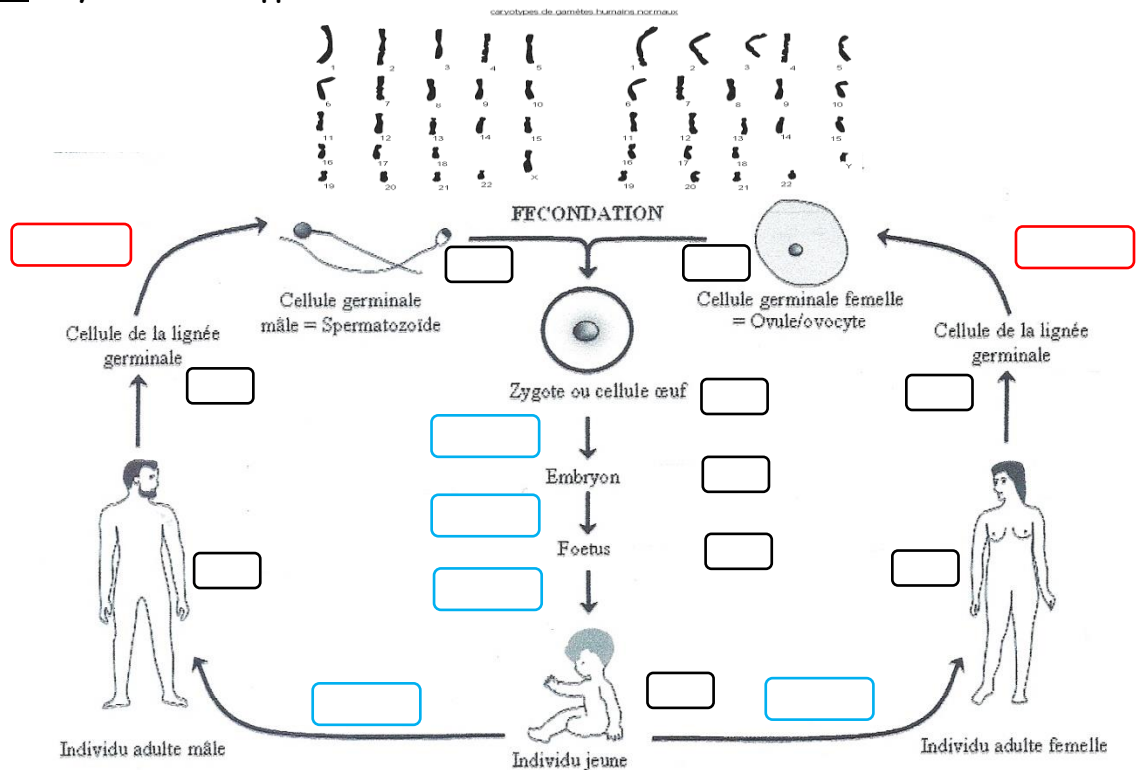 caryotypes de gamètes humains normaux
1 2 3 4 5
1 2 3 4 5
6 7 8 9 10
6 7 8 9 10
11 12 13 14 15
11 12 13 14 15
16 17 18
16 17 18 Y
19 20 21 22 X
19 20 21 22
FECONDATION
Cellule germinale
mâle = Spermatozoïde
Cellule germinale femelle
= Ovule/ovocyte
Cellule de la lignée
germinale
Cellule de la lignée
germinale
Zygote ou cellule œuf
Embryon
Foetus
Individu adulte mâle
Individu jeune
Individu adulte femelle